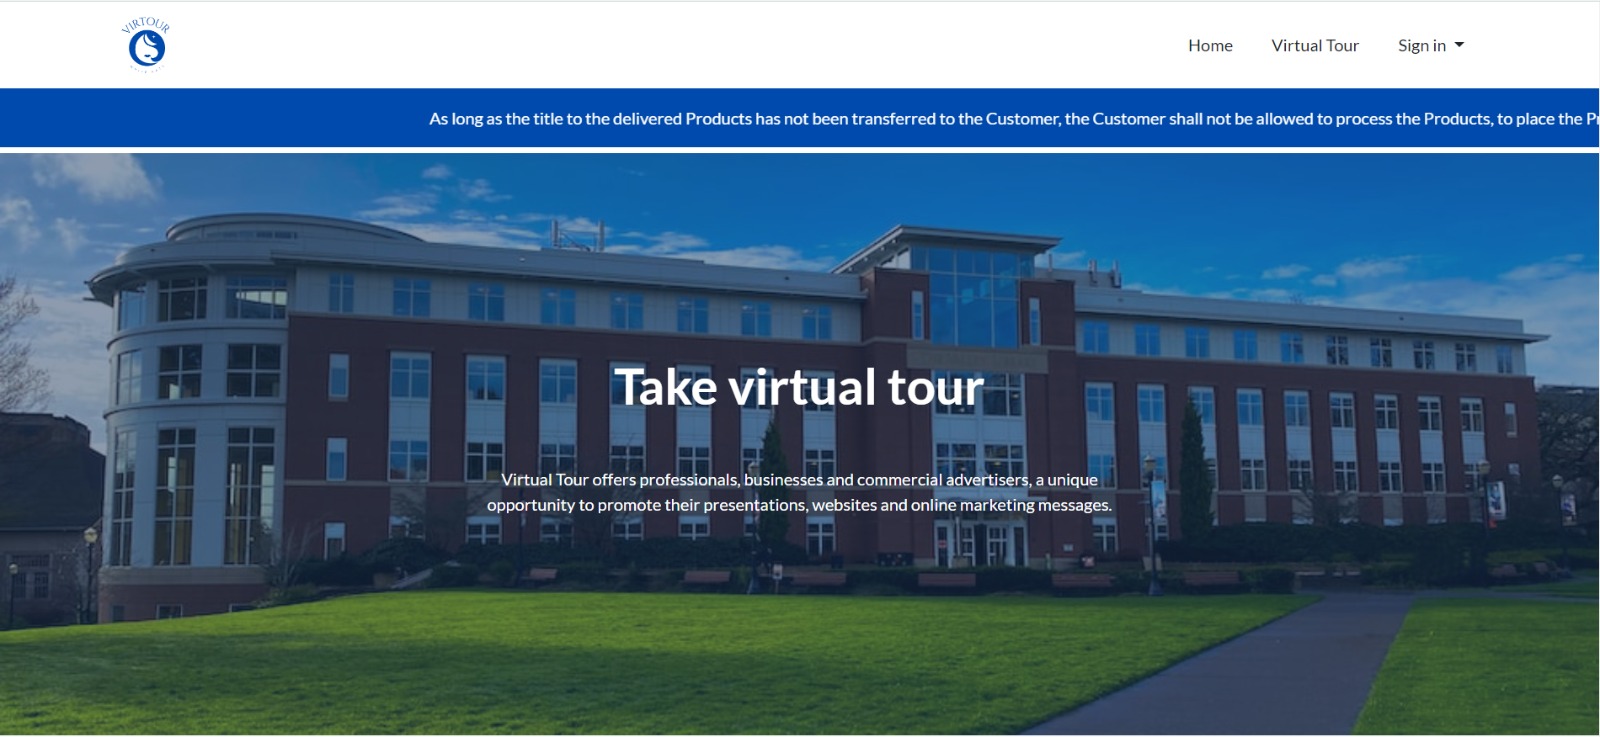 VIRTOUR
Home
Virtual Tour
Sign in
As long as the title to the delivered Products has not been transferred to the Customer, the Customer shall not be allowed to process the Products, to place the
Take virtual tour
Virtual Tour offers professionals, businesses and commercial advertisers, a unique
opportunity to promote their presentations, websites and online marketing messages.